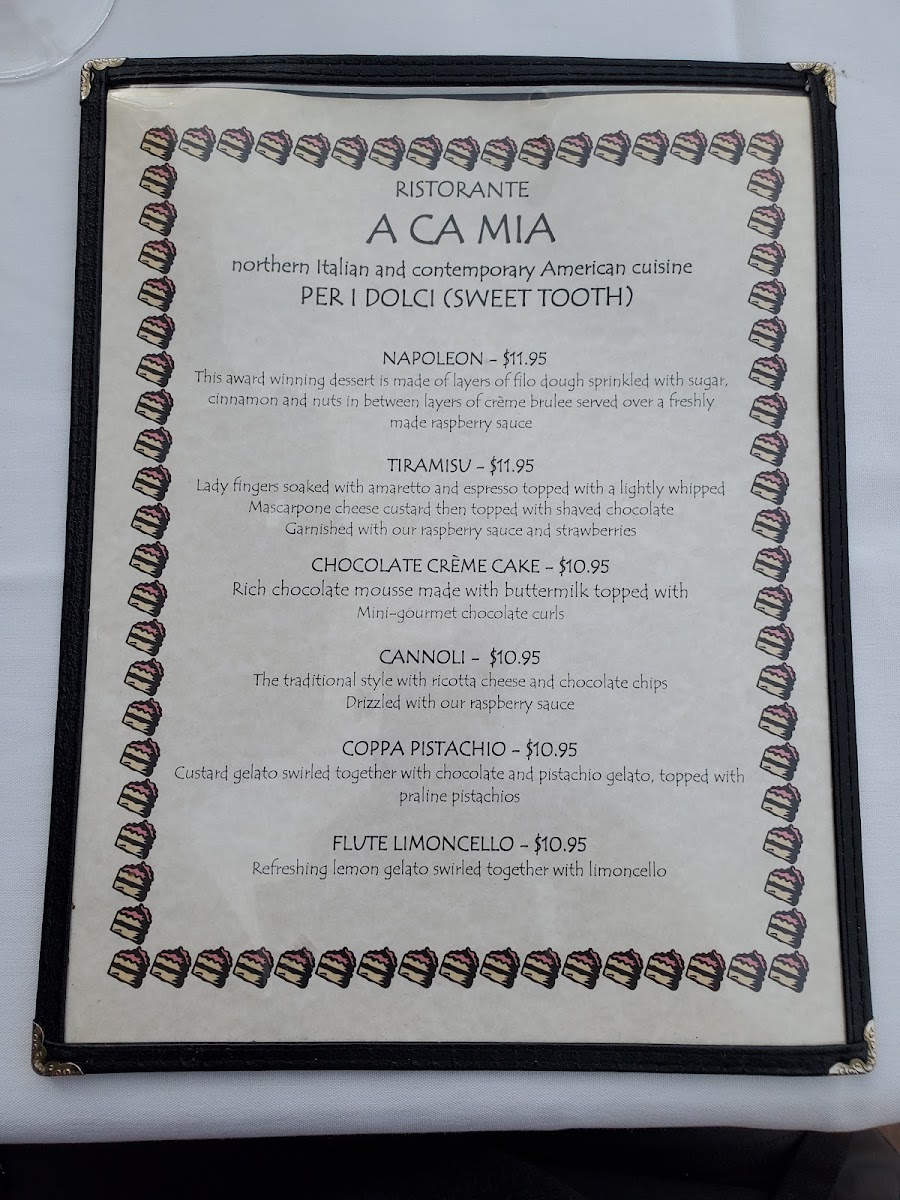 RISTORANTE
A CA MIA
northern Italian and contemporary American cuisine
PER I DOLCI (SWEET TOOTH)
NAPOLEON - $11.95
This award winning dessert is made of layers of filo dough sprinkled with sugar,
cinnamon and nuts in between layers of crème brulee served over a freshly
made raspberry sauce
TIRAMISU - $11.95
Lady fingers soaked with amaretto and espresso topped with a lightly whipped
Mascarpone cheese custard then topped with shaved chocolate
Garnished with our raspberry sauce and strawberries
CHOCOLATE CRÈME CAKE - $10.95
Rich chocolate mousse made with buttermilk topped with
Mini-gourmet chocolate curls
CANNOLI - $10.95
The traditional style with ricotta cheese and chocolate chips
Drizzled with our raspberry sauce
COPPA PISTACHIO - $10.95
Custard gelato swirled together with chocolate and pistachio gelato, topped with
praline pistachios
FLUTE LIMONCELLO - $10.95
Refreshing lemon gelato swirled together with limoncello